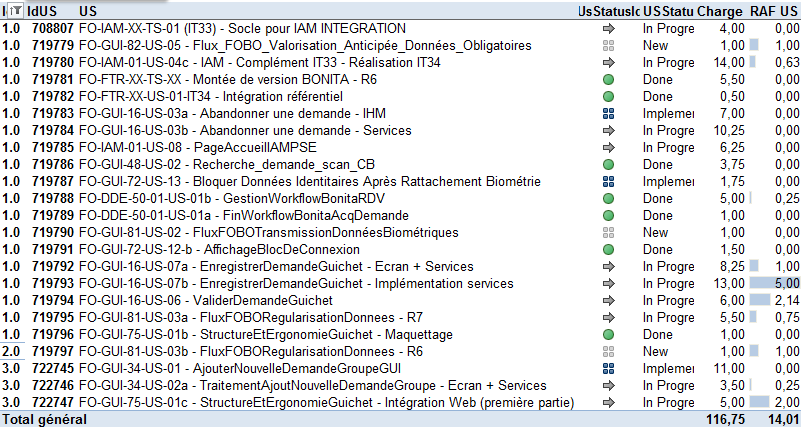 IdUS US UsStatusIc USStatu Charge RAF US
1.0 708807 FO-IAM-XX-TS-01 (IT33) - Socle pour IAM INTEGRATION In Progre 4,00 0,00
1.0 719779 FO-GUI-82-US-05 - Flux_FOBO_Valorisation_Anticipée_Données_Obligatoires New 1,00 1,00
1.0 719780 FO-IAM-01-US-04c - IAM - Complément IT33 - Réalisation IT34 In Progre 14,00 0,63
1.0 719781 FO-FTR-XX-TS-XX - Montée de version BONITA - R6 Done 5,50 0,00
1.0 719782 FO-FTR-XX-US-01-IT34 - Intégration référentiel Done 0,50 0,00
1.0 719783 FO-GUI-16-US-03a - Abandonner une demande - IHM Implemer 7,00 0,00
1.0 719784 FO-GUI-16-US-03b - Abandonner une demande - Services In Progre 10,25 0,00
1.0 719785 FO-IAM-01-US-08 - PageAccueilIAMPSE In Progre 6,25 0,00
1.0 719786 FO-GUI-48-US-02 - Recherche_demande_scan_CB Done 3,75 0,00
1.0 719787 FO-GUI-72-US-13 - Bloquer Données Identitaires Après Rattachement Biométrie Implemer 1,75 0,00
1.0 719788 FO-DDE-50-01-US-01b - GestionWorkflowBonitaRDV Done 5,00 0,25
1.0 719789 FO-DDE-50-01-US-01a - FinWorkflowBonitaAcqDemande Done 1,00 0,00
1.0 719790 FO-GUI-81-US-02 - FluxFOBOTransmissionDonnéesBiométriques New 1,00 0,00
1.0 719791 FO-GUI-72-US-12-b - AffichageBlocDeConnexion Done 1,50 0,00
1.0 719792 FO-GUI-16-US-07a - EnregistrerDemandeGuichet - Ecran + Services In Progre 8,25 1,00
1.0 719793 FO-GUI-16-US-07b - EnregistrerDemandeGuichet - Implémentation services In Progre 13,00 5,00
1.0 719794 FO-GUI-16-US-06 - ValiderDemandeGuichet In Progre 6,00 2,14
1.0 719795 FO-GUI-81-US-03a - FluxFOBORegularisationDonnees - R7 In Progre 5,50 0,75
1.0 719796 FO-GUI-75-US-01b - StructureEtErgonomieGuichet - Maquettage Done 1,00 0,00
2.0 719797 FO-GUI-81-US-03b - FluxFOBORegularisationDonnees - R6 New 1,00 1,00
3.0 722745 FO-GUI-34-US-01 - AjouterNouvelleDemandeGroupeGUI Implemer 11,00 0,00
3.0 722746 FO-GUI-34-US-02a - TraitementAjoutNouvelleDemandeGroupe - Ecran + Services In Progre 3,50 0,25
3.0 722747 FO-GUI-75-US-01c - StructureEtErgonomieGuichet - Intégration Web (première partie) In Progre 5,00 2,00
Total général 116,75 14,01